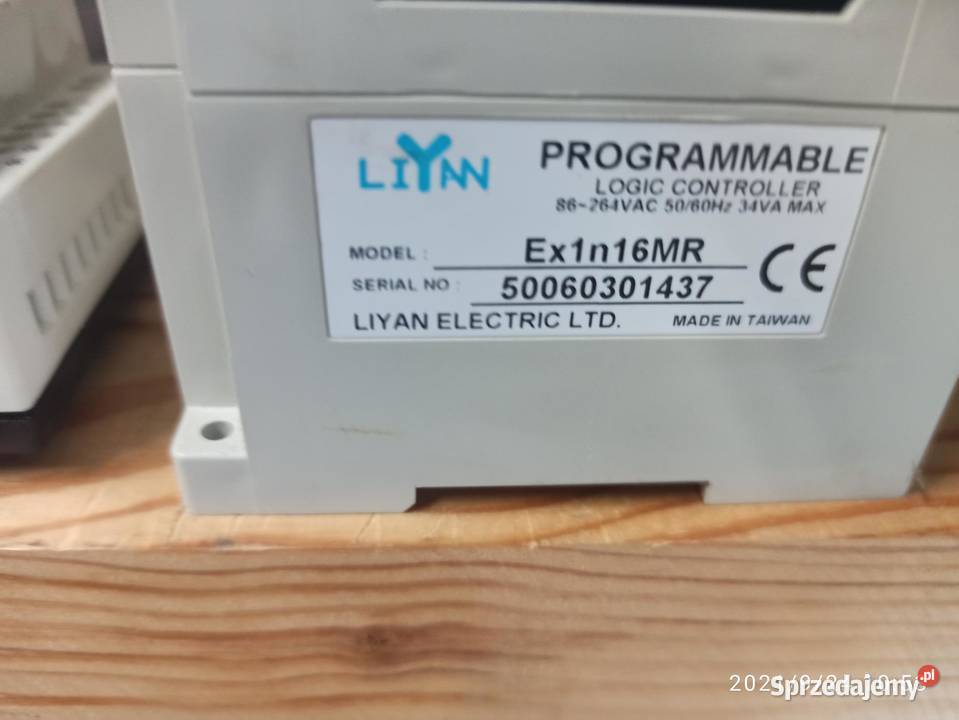 LIYAN
PROGRAMMABLE
LOGIC CONTROLLER
86~264VAC 50/60Hz 34VA MAX
MODEL : Ex1n16MR
SERIAL NO : 50060301437
CE
LIYAN ELECTRIC LTD. MADE IN TAIWAN
Sprzedajemy.pl